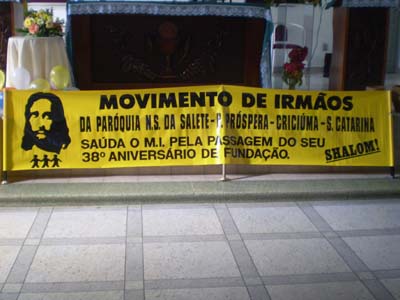 MOVIMENTO DE IRMÃOS
DA PARÓQUIA N.S. DA SALETE - P. PRÓSPERA - CRICIÚMA - S. CATARINA
SAÚDA O M.I. PELA PASSAGEM DO SEU
38º ANIVERSÁRIO DE FUNDAÇÃO.
SHALOM!